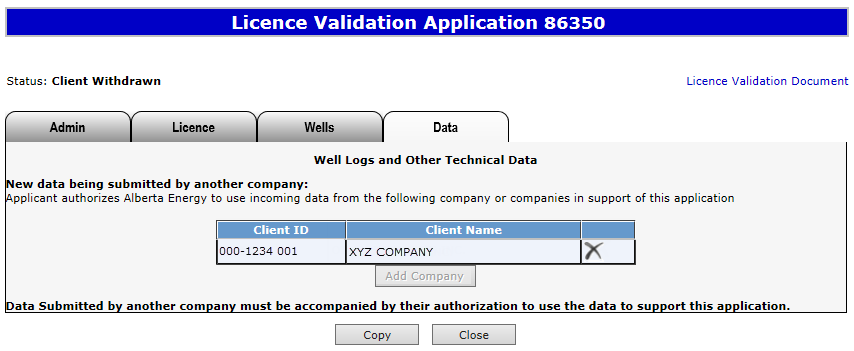 Licence Validation Application 86350
Status: Client Withdrawn
Licence Validation Document
Admin
Licence
Wells
Data
Well Logs and Other Technical Data
New data being submitted by another company:
Applicant authorizes Alberta Energy to use incoming data from the following company or companies in support of this application
Client ID
Client Name
000-1234 001
XYZ COMPANY
Add Company
Data Submitted by another company must be accompanied by their authorization to use the data to support this application.
Copy
Close